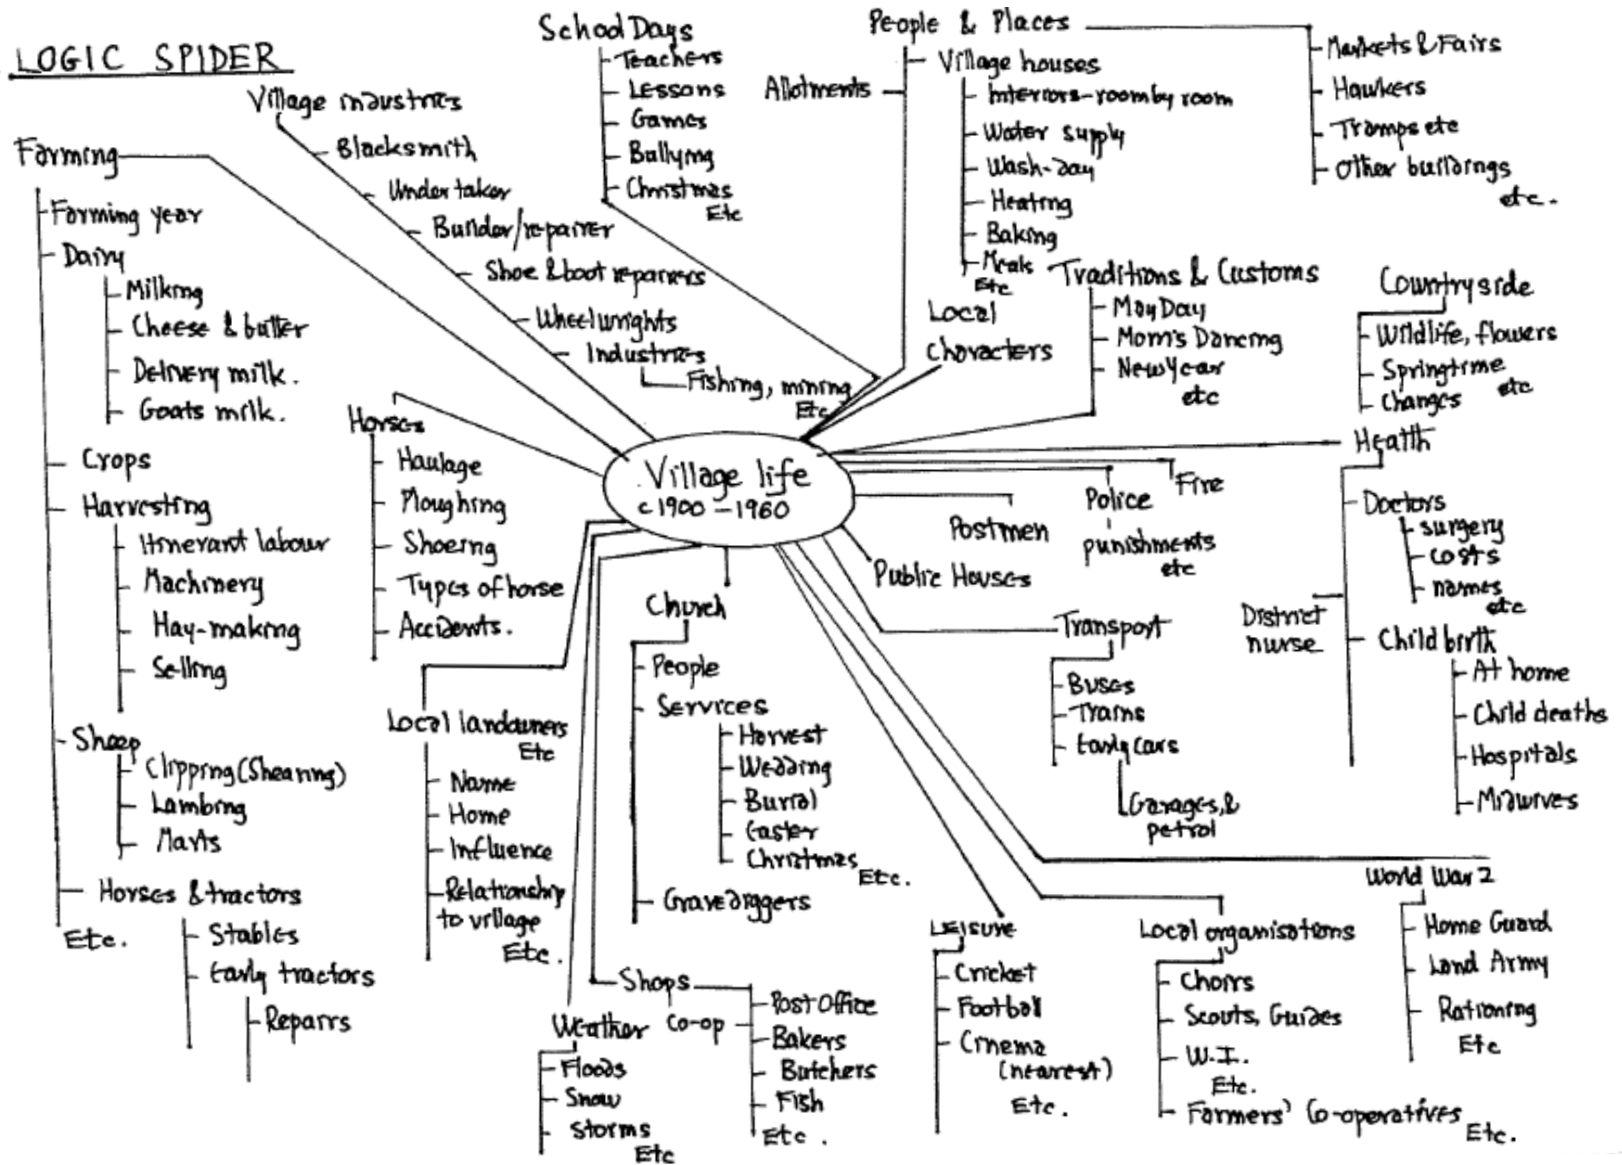 LOGIC SPIDER
Farming
Farming year
Dairy
Milking
Cheese & butter
Delivery milk.
Goats milk.
Crops
Harvesting
Itinerant labour
Machinery
Hay-making
Selling
Sheep
Clipping (Shearing)
Lambing
Marts
Horses & tractors
Stables
Early tractors
Repairs
Etc.
Village industries
Blacksmith
Undertaker
Builder/repairer
Shoe & boot repairers
Wheelwrights
Industries
Fishing, mining
Etc
School Days
Teachers
Lessons
Games
Bullying
Christmas
Etc
People & Places
Allotments
Village houses
Interiors-room by room
Water supply
Wash-day
Heating
Baking
Meals
Etc
Markets & Fairs
Hawkers
Tramps etc
Other buildings
etc.
Local
characters
Traditions & Customs
May Day
Morris Dancing
New Year
etc
Countryside
Wildlife, flowers
Springtime
etc
Changes
Horses
Haulage
Ploughing
Shoeing
Types of horse
Accidents.
Village life
c 1900 - 1960
Health
Doctors
surgery
costs
names
etc
District
nurse
Child birth
At home
Child deaths
Hospitals
Midwives
Fire
Police
punishments
etc
Postmen
Public Houses
Transport
Buses
Trains
Early cars
Garages, &
petrol
Local landowners
Etc
Name
Home
Influence
Relationship
to village
Etc.
Church
People
Services
Harvest
Wedding
Burial
Easter
Christmas
Etc.
Gravediggers
Weather
Floods
Snow
Storms
Etc
Shops
Co-op
Post Office
Bakers
Butchers
Fish
Etc.
Leisure
Cricket
Football
Cinema
(nearest)
Etc.
Local organisations
Choirs
Scouts, Guides
W.I.
Etc.
Farmers' Co-operatives
Etc.
World War 2
Home Guard
Land Army
Rationing
Etc